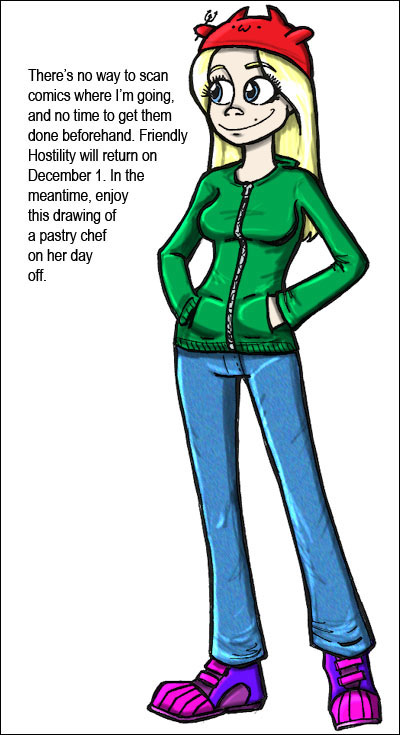 There's no way to scan
comics where I'm going,
and no time to get them
done beforehand. Friendly
Hostility will return on
December 1. In the
meantime, enjoy
this drawing of
a pastry chef
on her day
off.